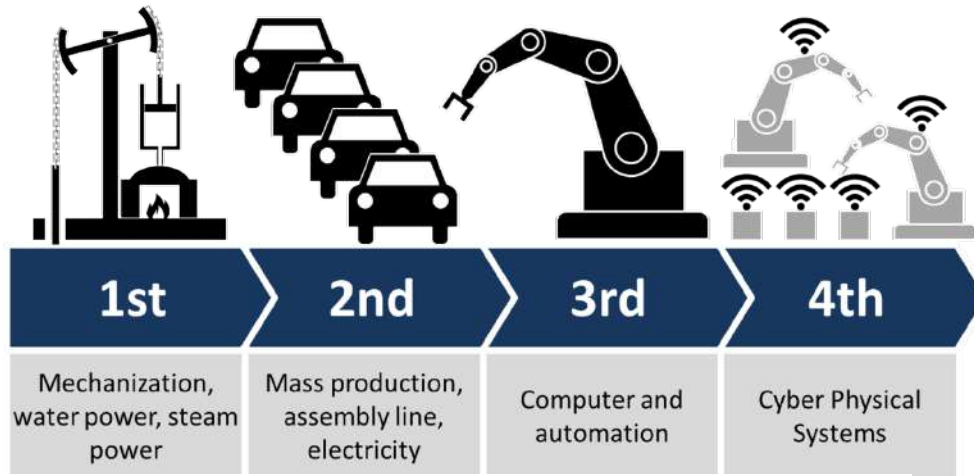 1st
2nd
3rd
4th
Mechanization,
water power, steam
power
Mass production,
assembly line,
electricity
Computer and
automation
Cyber Physical
Systems